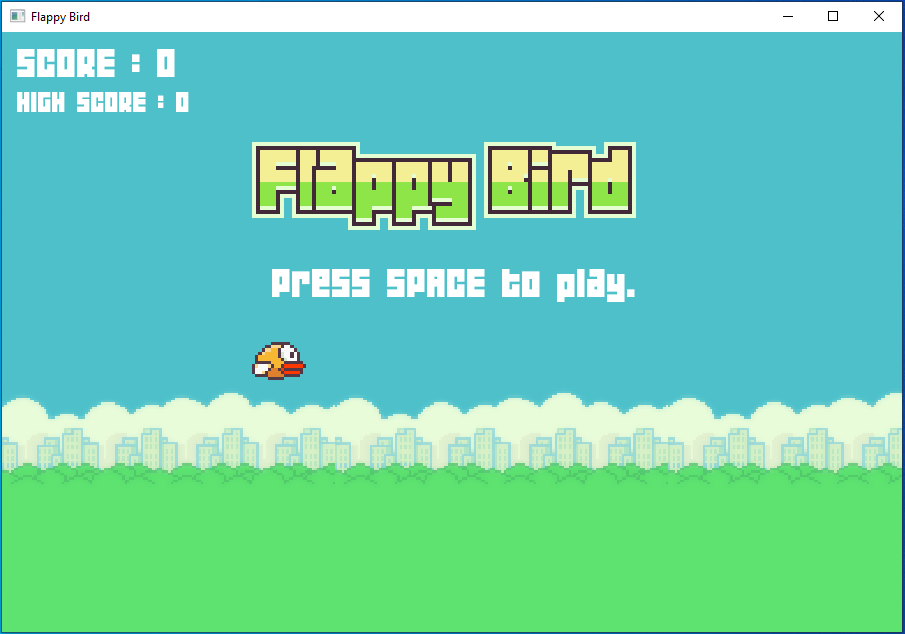 Flappy Bird
SCORE : 0
HIGH SCORE : 0
Flappy Bird
Press SPACE to play.